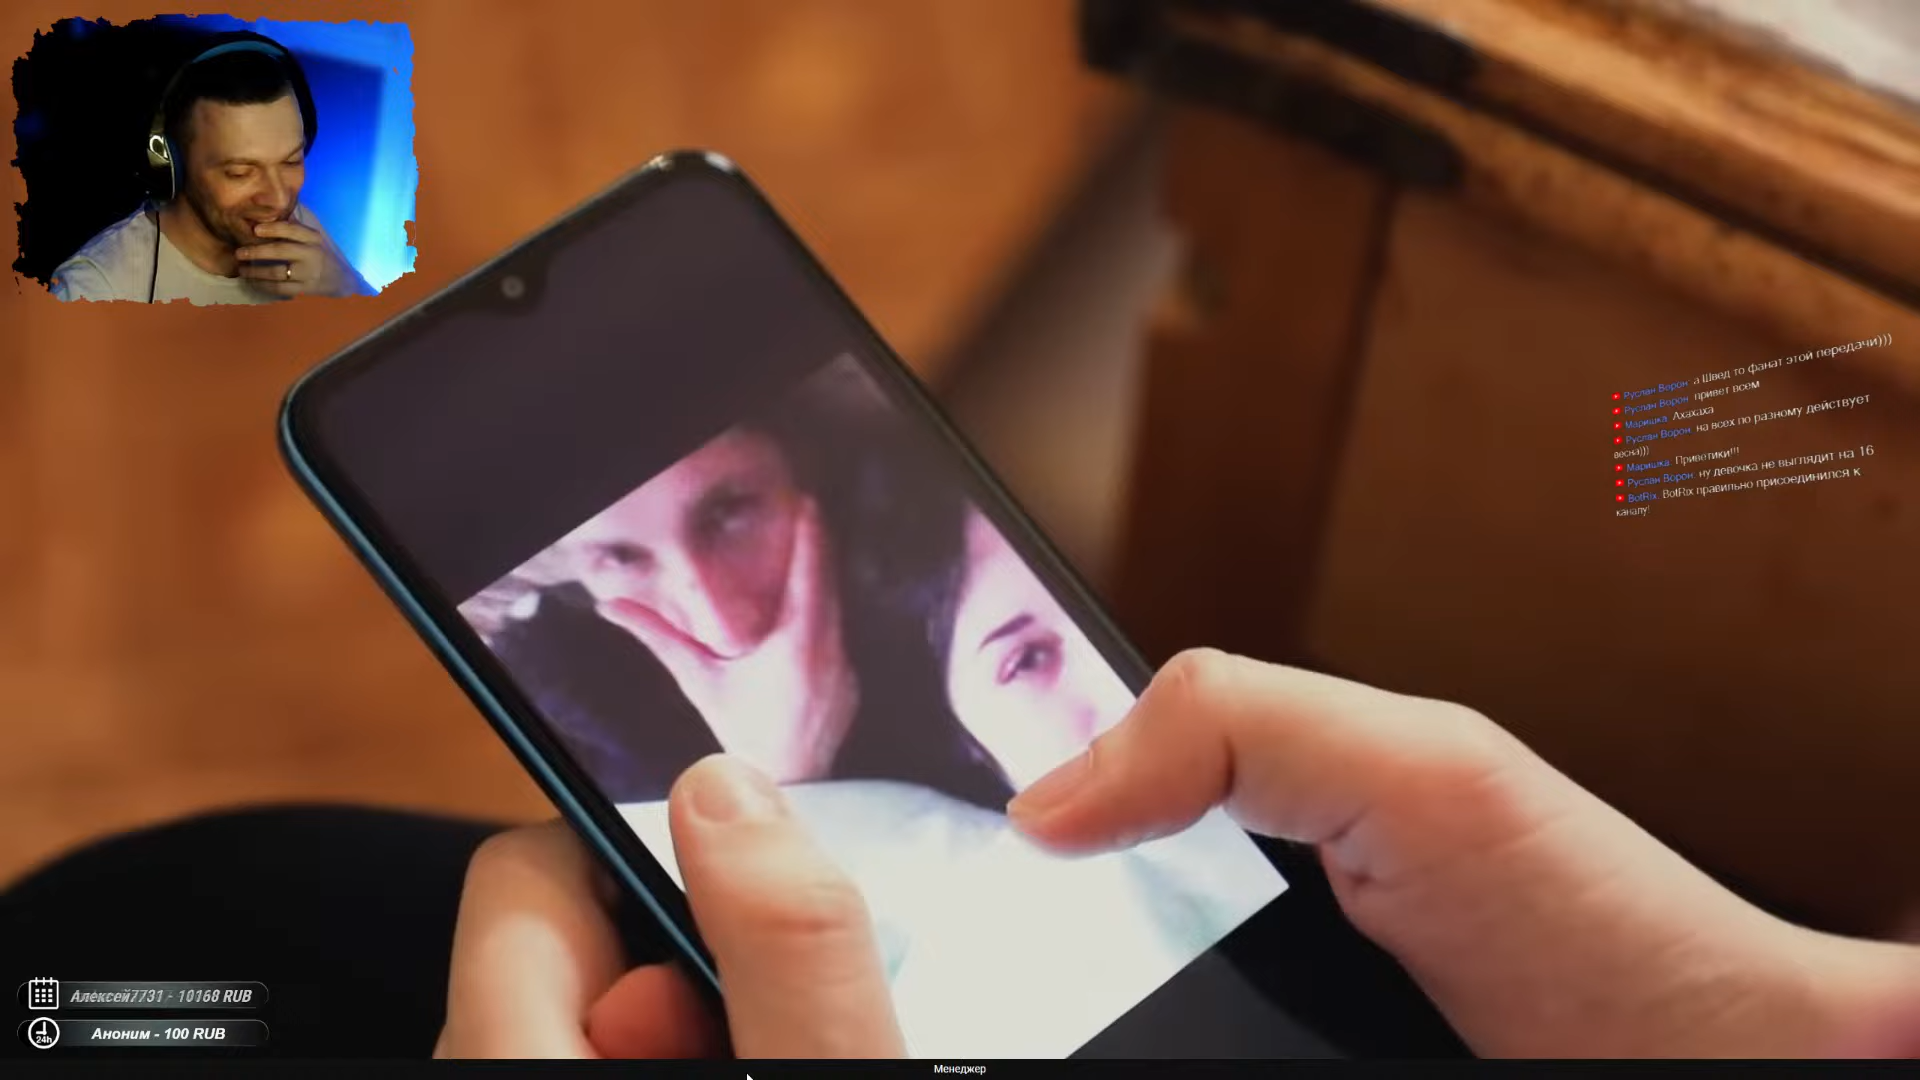 Руслан Ворон: а Швед то фанат этой передачи)))
Руслан Ворон: привет всем
Маришка: Ахахаха
Руслан Ворон: на всех по разному действует
весна)))
Маришка: Приветики!!!
Руслан Ворон: ну девочка не выглядит на 16
BotRix: BotRix правильно присоединился к
каналу!
Алексей7731 - 10168 RUB
24h
Аноним - 100 RUB
Менеджер